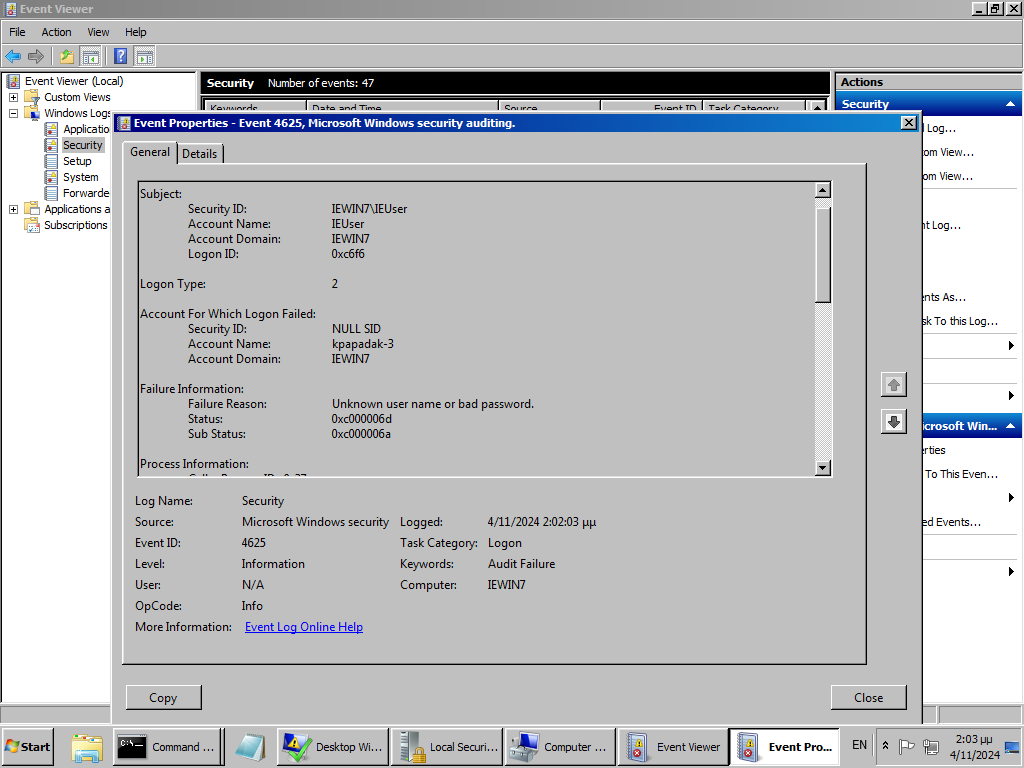 Event Viewer
File Action View Help
Event Viewer (Local)
Custom Views
Windows Logs
Applicatio
Security
Setup
System
Forwarde
Applications a
Subscriptions
Security Number of events: 47
Keywords Date and Time Source Event ID Task Category
Actions
Security
Log...
om View...
om View...
t Log...
nts As...
sk To this Log...
crosoft Win...
rties
To This Even...
ed Events...
Event Properties - Event 4625, Microsoft Windows security auditing.
General Details
Subject:
Security ID: IEWIN7\IEUser
Account Name: IEUser
Account Domain: IEWIN7
Logon ID: 0xc6f6
Logon Type: 2
Account For Which Logon Failed:
Security ID: NULL SID
Account Name: kpapadak-3
Account Domain: IEWIN7
Failure Information:
Failure Reason: Unknown user name or bad password.
Status: 0xc000006d
Sub Status: 0xc000006a
Process Information:
Log Name: Security
Source: Microsoft Windows security Logged: 4/11/2024 2:02:03 μμ
Event ID: 4625 Task Category: Logon
Level: Information Keywords: Audit Failure
User: N/A Computer: IEWIN7
OpCode: Info
More Information: Event Log Online Help
Copy Close
Start Command ... Desktop Wi... Local Securi... Computer ... Event Viewer Event Pro... EN 2:03 μμ
4/11/2024